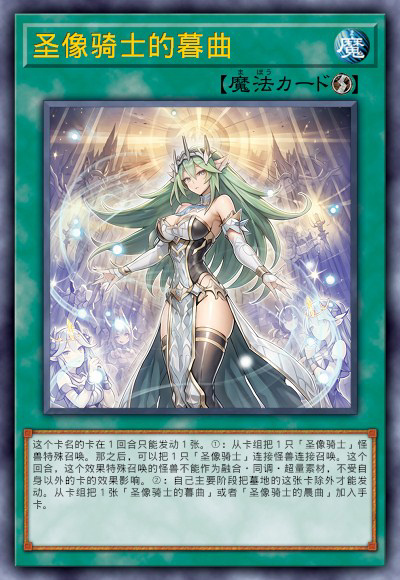 圣像骑士的暮曲
魔
【魔法カード】
まほう
这个卡名的卡在1回合只能发动1张。①：从卡组把1只「圣像骑士」怪
兽特殊召唤。那之后，可以把1只「圣像骑士」连接怪兽连接召唤。这个
回合，这个效果特殊召唤的怪兽不能作为融合·同调·超量素材，不受自
身以外的卡的效果影响。②：自己主要阶段把墓地的这张卡除外才能发
动。从卡组把1张「圣像骑士的暮曲」或者「圣像骑士的晨曲」加入手
卡。